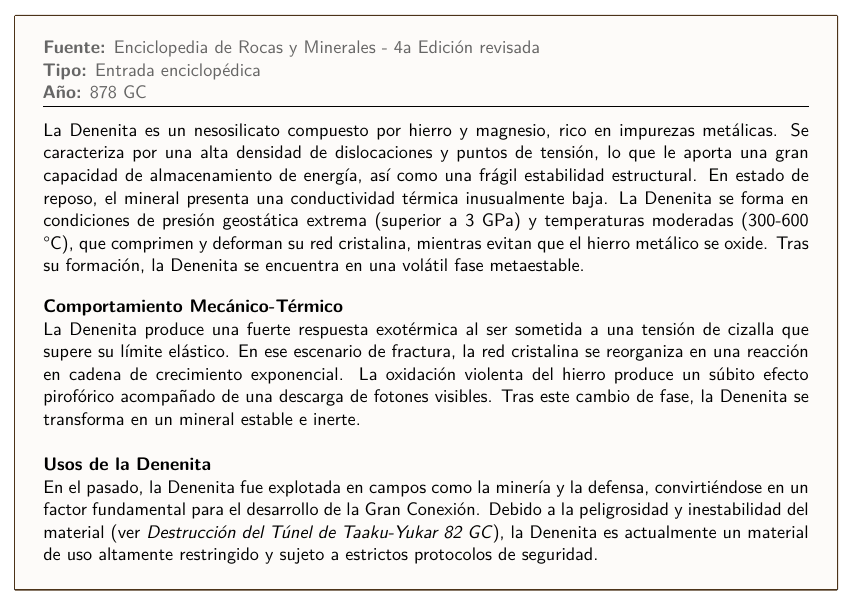 Fuente: Enciclopedia de Rocas y Minerales - 4a Edición revisada
Tipo: Entrada enciclopédica
Año: 878 GC
La Denenita es un nesosilicato compuesto por hierro y magnesio, rico en impurezas metálicas. Se
caracteriza por una alta densidad de dislocaciones y puntos de tensión, lo que le aporta una gran
capacidad de almacenamiento de energía, así como una frágil estabilidad estructural. En estado de
reposo, el mineral presenta una conductividad térmica inusualmente baja. La Denenita se forma en
condiciones de presión geostática extrema (superior a 3 GPa) y temperaturas moderadas (300-600
°C), que comprimen y deforman su red cristalina, mientras evitan que el hierro metálico se oxide. Tras
su formación, la Denenita se encuentra en una volátil fase metaestable.
Comportamiento Mecánico-Térmico
La Denenita produce una fuerte respuesta exotérmica al ser sometida a una tensión de cizalla que
supere su límite elástico. En ese escenario de fractura, la red cristalina se reorganiza en una reacción
en cadena de crecimiento exponencial. La oxidación violenta del hierro produce un súbito efecto
pirofórico acompañado de una descarga de fotones visibles. Tras este cambio de fase, la Denenita se
transforma en un mineral estable e inerte.
Usos de la Denenita
En el pasado, la Denenita fue explotada en campos como la minería y la defensa, convirtiéndose en un
factor fundamental para el desarrollo de la Gran Conexión. Debido a la peligrosidad y inestabilidad del
material (ver Destrucción del Túnel de Taaku-Yukar 82 GC), la Denenita es actualmente un material
de uso altamente restringido y sujeto a estrictos protocolos de seguridad.